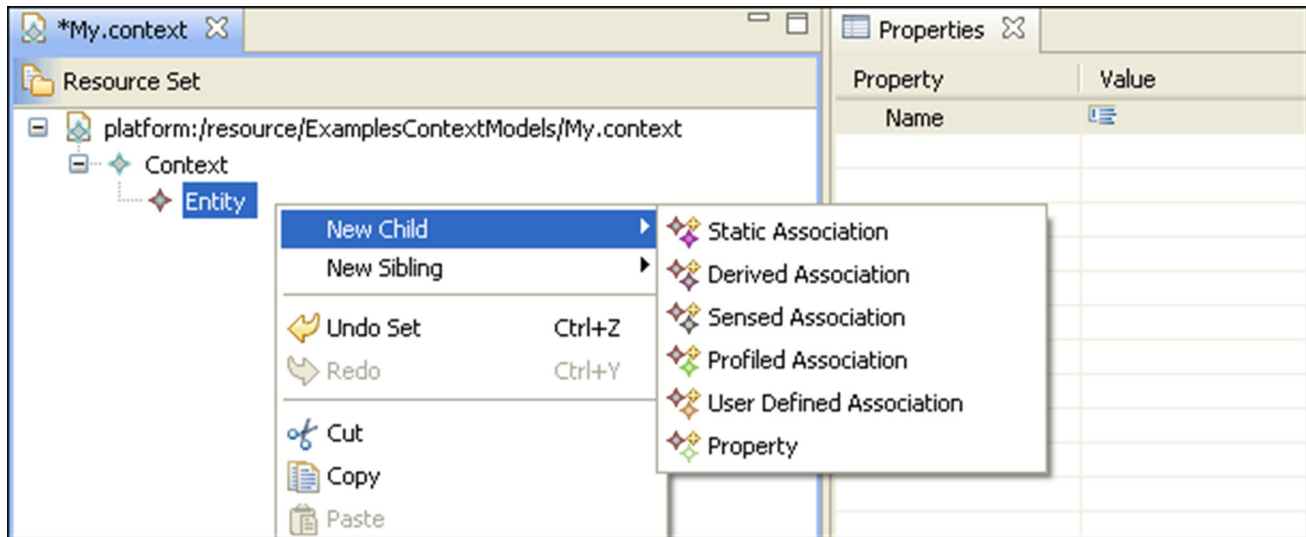 *My.context
Properties
Resource Set
Property Value
platform:/resource/ExamplesContextModels/My.context
Name
Context
Entity
New Child
Static Association
New Sibling
Derived Association
Sensed Association
Undo Set Ctrl+Z
Profiled Association
Redo Ctrl+Y
User Defined Association
Cut
Property
Copy
Paste